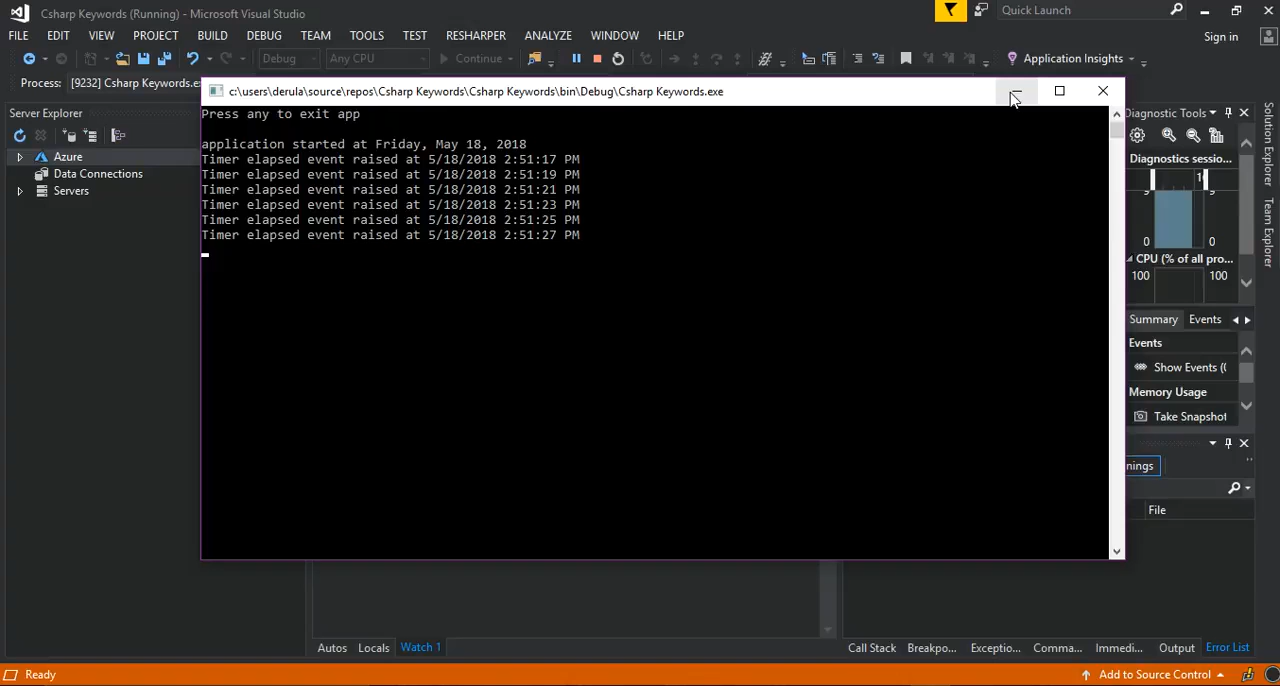 Csharp Keywords (Running) - Microsoft Visual Studio
Quick Launch
FILE EDIT VIEW PROJECT BUILD DEBUG TEAM TOOLS TEST RESHARPER ANALYZE WINDOW HELP
Sign in
Debug Any CPU Continue Application Insights
Process: [9232] Csharp Keywords.ex
c:\users\derula\source\repos\Csharp Keywords\Csharp Keywords\bin\Debug\Csharp Keywords.exe
Server Explorer
Azure
Data Connections
Servers
Press any to exit app
application started at Friday, May 18, 2018
Timer elapsed event raised at 5/18/2018 2:51:17 PM
Timer elapsed event raised at 5/18/2018 2:51:19 PM
Timer elapsed event raised at 5/18/2018 2:51:21 PM
Timer elapsed event raised at 5/18/2018 2:51:23 PM
Timer elapsed event raised at 5/18/2018 2:51:25 PM
Timer elapsed event raised at 5/18/2018 2:51:27 PM
Diagnostic Tools
Diagnostics sessio...
9 9
0 0
CPU (% of all pro...
100 100
Summary Events
Events
Show Events (
Memory Usage
Take Snapshot
nings
File
Solution Explorer
Team Explorer
Autos Locals Watch 1
Call Stack Breakpo... Exceptio... Comma... Immedi... Output Error List
Ready
Add to Source Control